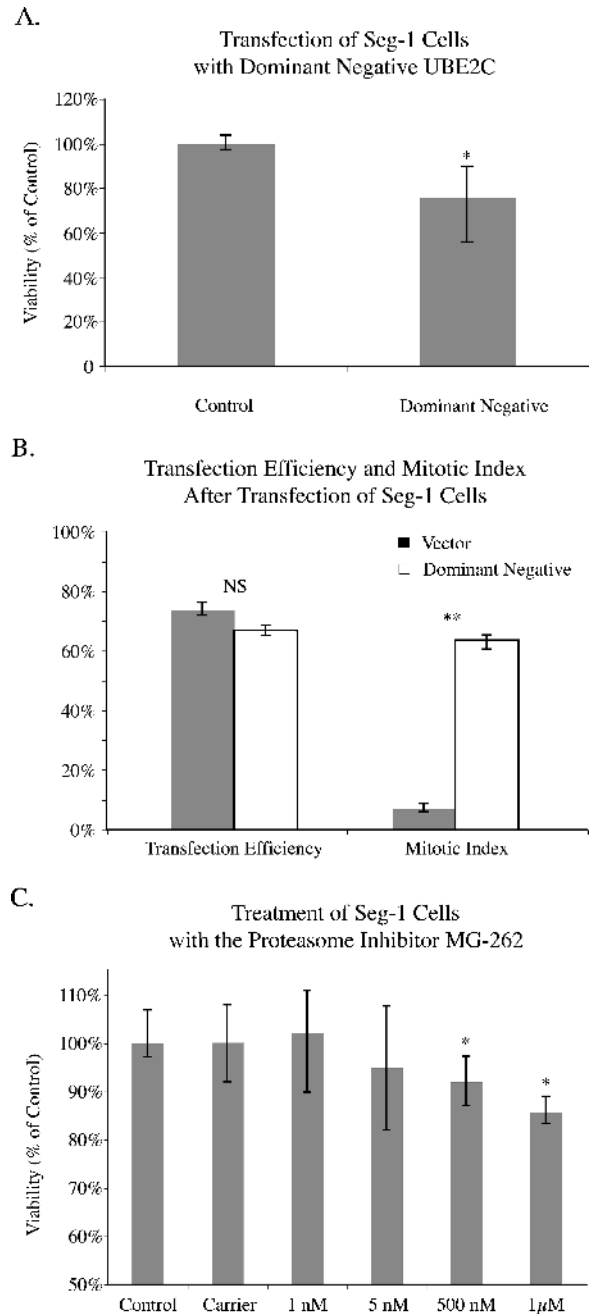 A.
Transfection of Seg-1 Cells
with Dominant Negative UBE2C
Viability (% of Control)
120%
100%
80%
60%
40%
20%
0
*
Control
Dominant Negative
B.
Transfection Efficiency and Mitotic Index
After Transfection of Seg-1 Cells
100%
80%
60%
40%
20%
0%
Vector
Dominant Negative
NS
**
Transfection Efficiency
Mitotic Index
C.
Treatment of Seg-1 Cells
with the Proteasome Inhibitor MG-262
Viability (% of Control)
110%
100%
90%
80%
70%
60%
50%
*
*
Control
Carrier
1 nM
5 nM
500 nM
1μM